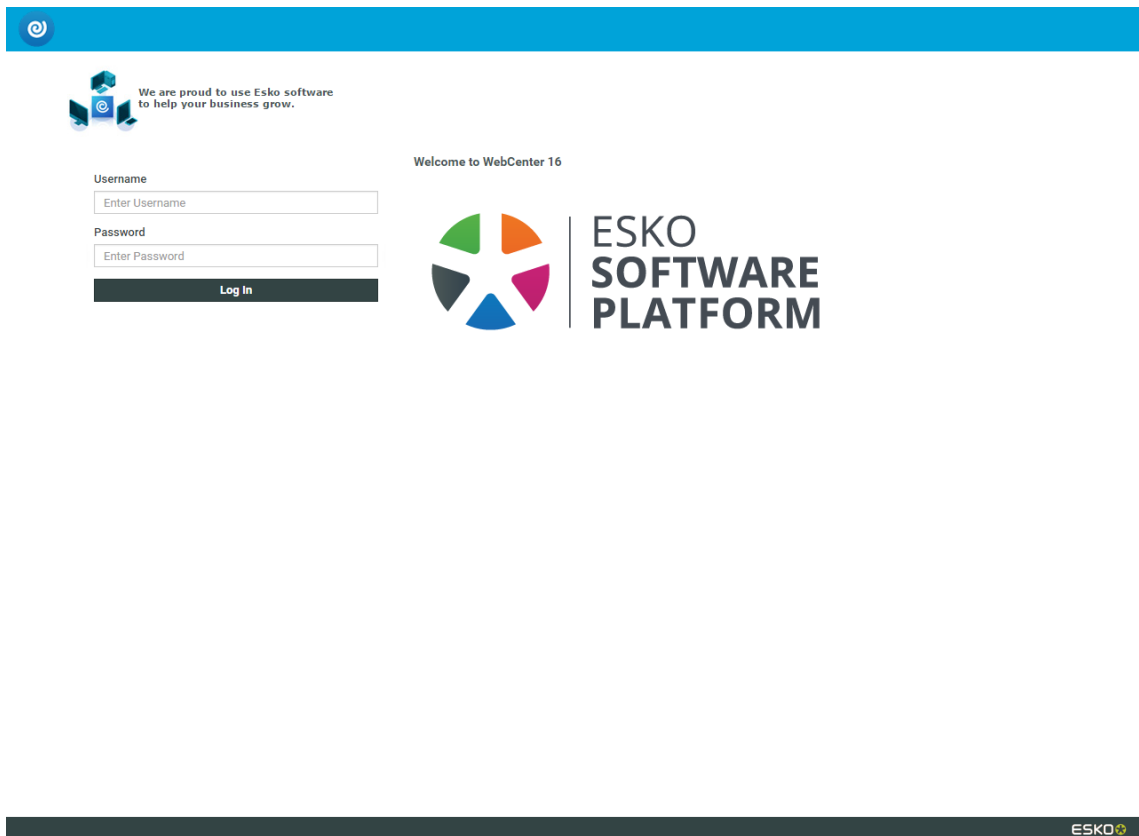 We are proud to use Esko software
to help your business grow.
Welcome to WebCenter 16
Username
Enter Username
Password
Enter Password
Log In
ESKO
SOFTWARE
PLATFORM
ESKO